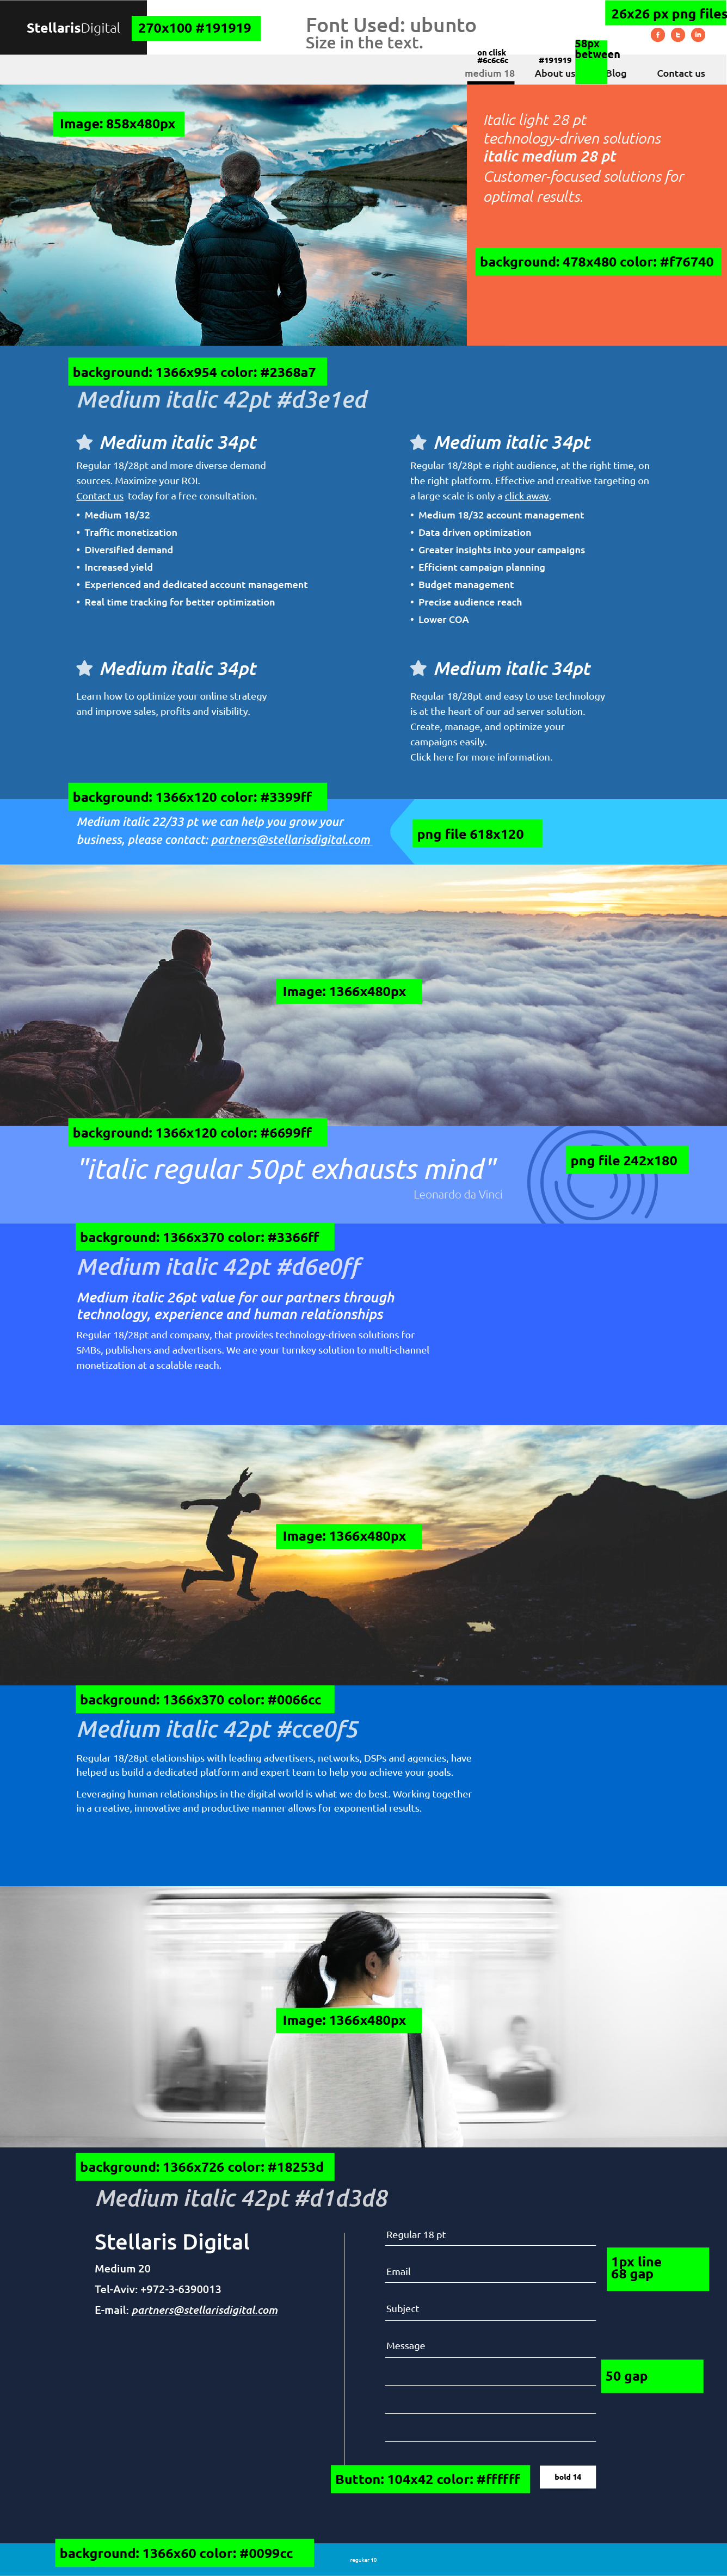 StellarisDigital
270x100 #191919
Font Used: ubunto
Size in the text.
26x26 px png files
f t in
58px
between
on clisk
#6c6c6c
#191919
medium 18 About us Blog Contact us
Image: 858x480px
Italic light 28 pt
technology-driven solutions
italic medium 28 pt
Customer-focused solutions for
optimal results.
background: 478x480 color: #f76740
background: 1366x954 color: #2368a7
Medium italic 42pt #d3e1ed
Medium italic 34pt
Regular 18/28pt and more diverse demand
sources. Maximize your ROI.
Contact us today for a free consultation.
• Medium 18/32
• Traffic monetization
• Diversified demand
• Increased yield
• Experienced and dedicated account management
• Real time tracking for better optimization
Medium italic 34pt
Regular 18/28pt e right audience, at the right time, on
the right platform. Effective and creative targeting on
a large scale is only a click away.
• Medium 18/32 account management
• Data driven optimization
• Greater insights into your campaigns
• Efficient campaign planning
• Budget management
• Precise audience reach
• Lower COA
Medium italic 34pt
Learn how to optimize your online strategy
and improve sales, profits and visibility.
Medium italic 34pt
Regular 18/28pt and easy to use technology
is at the heart of our ad server solution.
Create, manage, and optimize your
campaigns easily.
Click here for more information.
background: 1366x120 color: #3399ff
Medium italic 22/33 pt we can help you grow your
business, please contact: partners@stellarisdigital.com
png file 618x120
Image: 1366x480px
background: 1366x120 color: #6699ff
"italic regular 50pt exhausts mind"
Leonardo da Vinci
png file 242x180
background: 1366x370 color: #3366ff
Medium italic 42pt #d6e0ff
Medium italic 26pt value for our partners through
technology, experience and human relationships
Regular 18/28pt and company, that provides technology-driven solutions for
SMBs, publishers and advertisers. We are your turnkey solution to multi-channel
monetization at a scalable reach.
Image: 1366x480px
background: 1366x370 color: #0066cc
Medium italic 42pt #cce0f5
Regular 18/28pt elationships with leading advertisers, networks, DSPs and agencies, have
helped us build a dedicated platform and expert team to help you achieve your goals.
Leveraging human relationships in the digital world is what we do best. Working together
in a creative, innovative and productive manner allows for exponential results.
Image: 1366x480px
background: 1366x726 color: #18253d
Medium italic 42pt #d1d3d8
Stellaris Digital
Medium 20
Tel-Aviv: +972-3-6390013
E-mail: partners@stellarisdigital.com
Regular 18 pt
Email
Subject
Message
1px line
68 gap
50 gap
Button: 104x42 color: #ffffff
bold 14
background: 1366x60 color: #0099cc
regukar 10